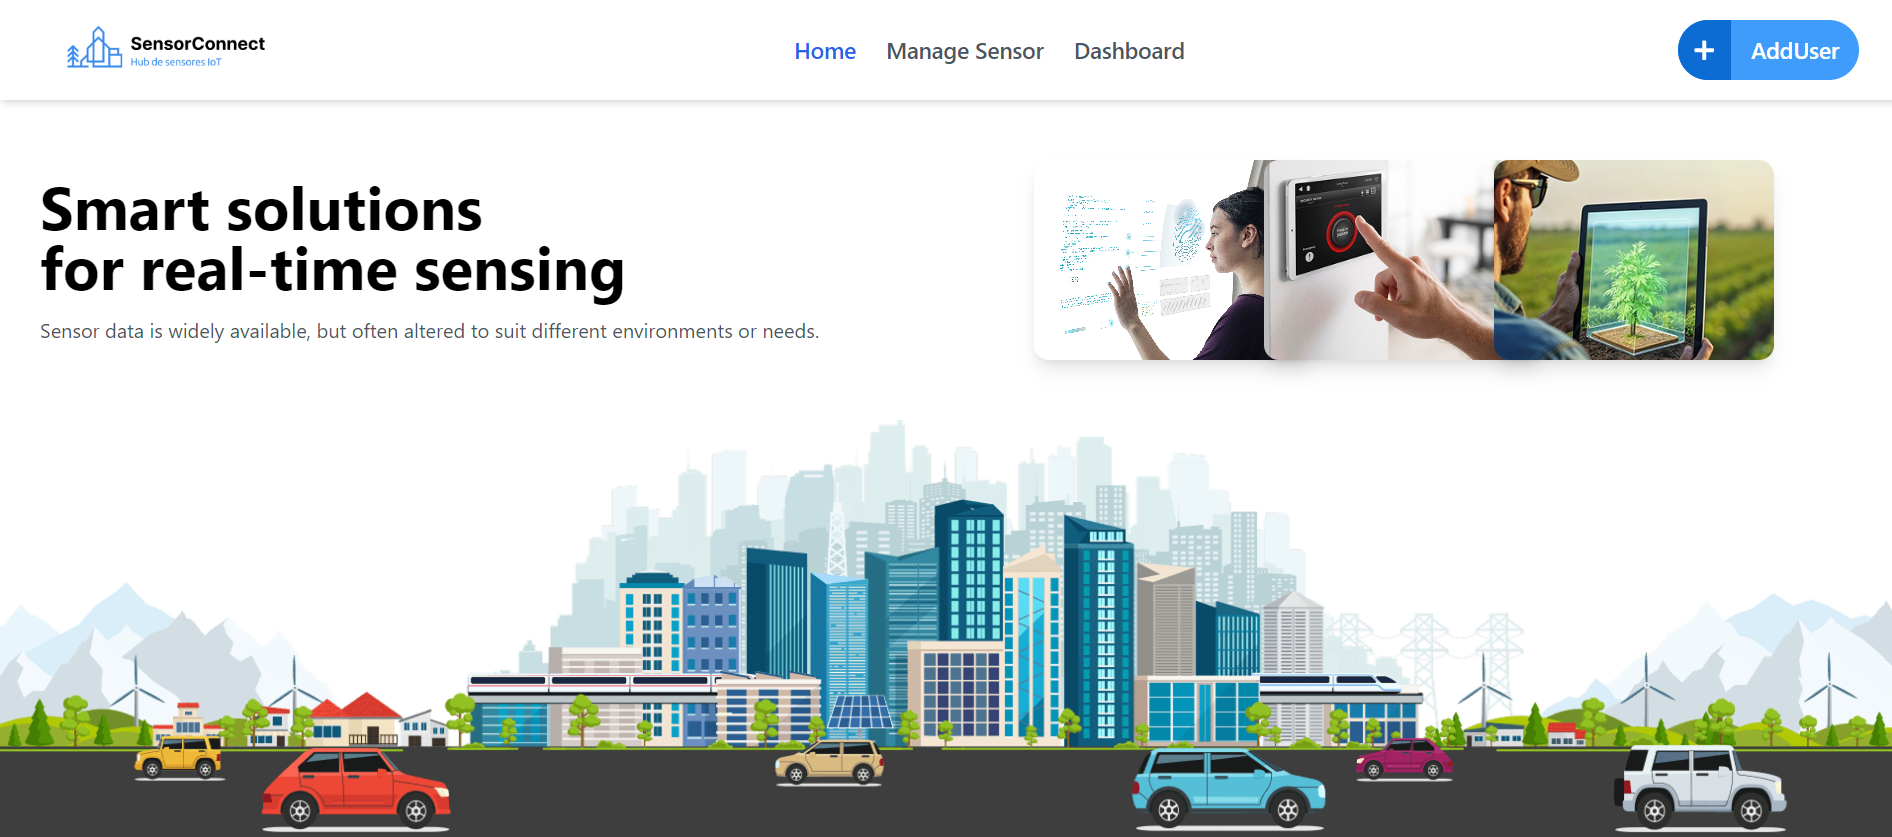 SensorConnect
Hub de sensores IoT
Home
Manage Sensor
Dashboard
+ AddUser
Smart solutions
for real-time sensing
Sensor data is widely available, but often altered to suit different environments or needs.